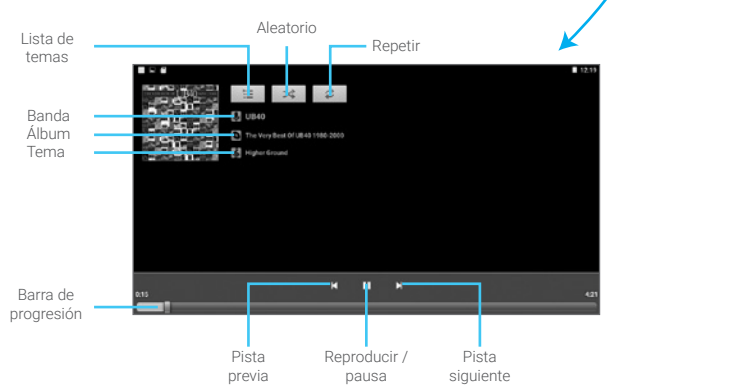 Aleatorio
Lista de
temas
Repetir
12:19
UB40
Banda
Álbum
The Very Best Of UB40 1980-2000
Tema
Higher Ground
0:15
4:21
Barra de
progresión
Pista
previa
Reproducir /
pausa
Pista
siguiente